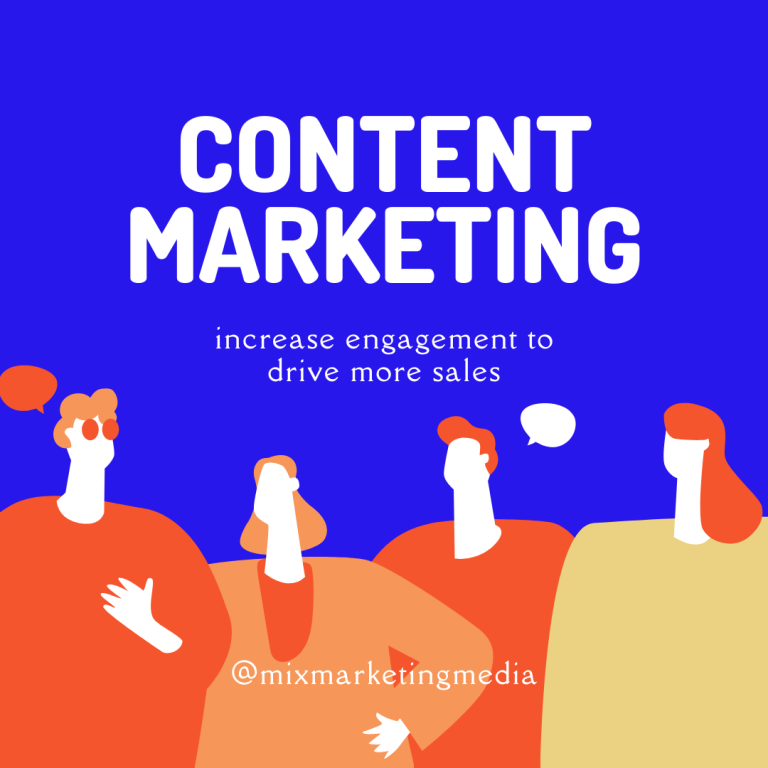 CONTENT
MARKETING
increase engagement to
drive more sales
@mixmarketingmedia